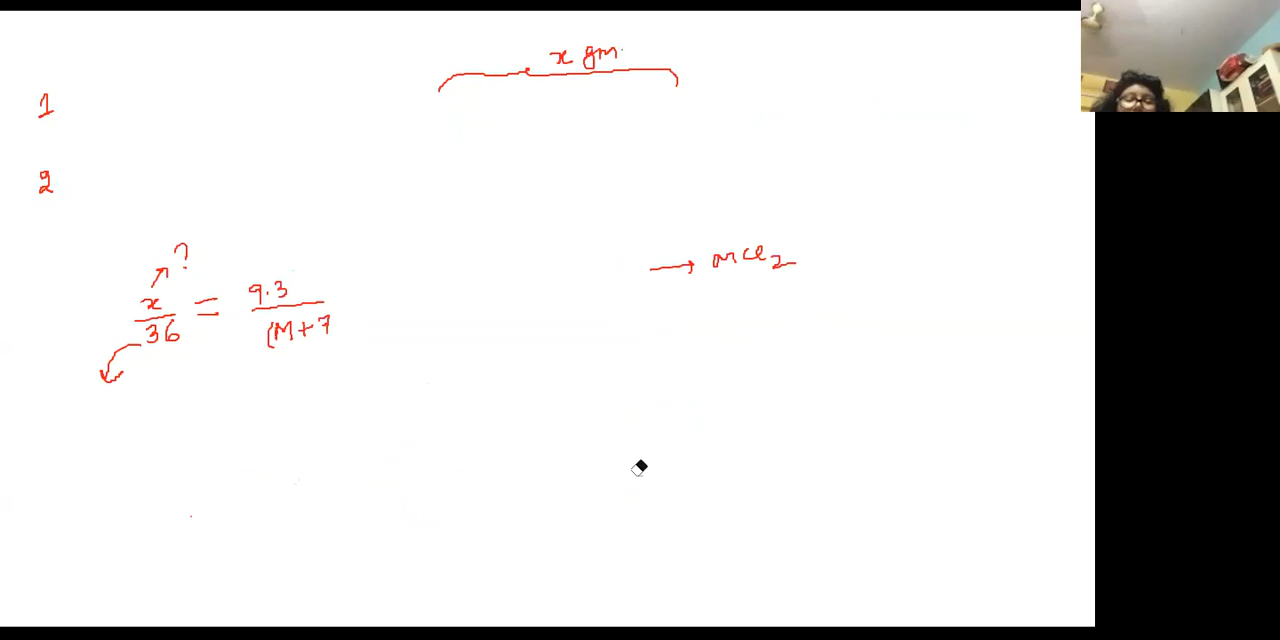 x gm
1
2
?
→ MCl2
x/36 = 9.3/(M+7